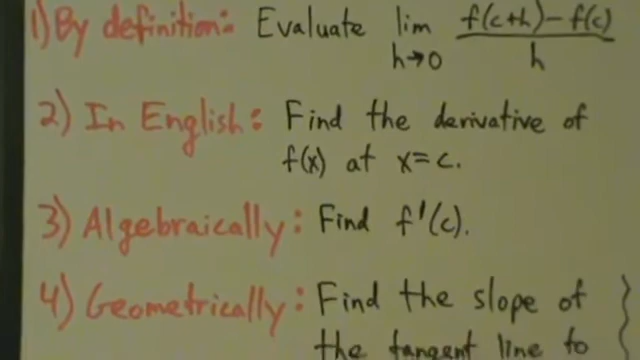 1) By definition: Evaluate lim h→0 f(c+h)-f(c) / h
2) In English: Find the derivative of
f(x) at x=c.
3) Algebraically: Find f'(c).
4) Geometrically: Find the slope of
the tangent line to